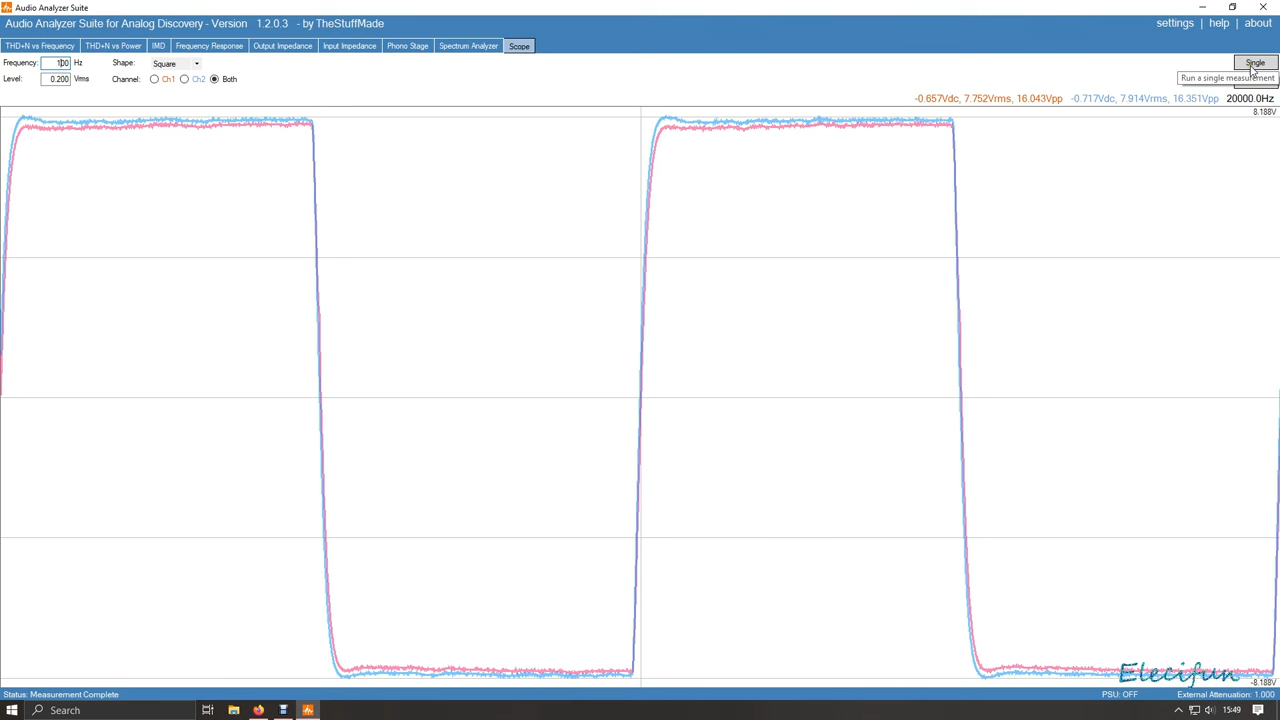 Audio Analyzer Suite
Audio Analyzer Suite for Analog Discovery - Version 1.2.0.3 - by TheStuffMade
settings | help | about
THD+N vs Frequency THD+N vs Power IMD Frequency Response Output Impedance Input Impedance Phono Stage Spectrum Analyzer Scope
Frequency: 100 Hz Shape: Square Single
Level: 0.200 Vrms Channel: Ch1 Ch2 Both
Run a single measurement
-0.657Vdc, 7.752Vrms, 16.043Vpp -0.717Vdc, 7.914Vrms, 16.351Vpp 20000.0Hz
8.188V
Elecifun
-8.188V
Status: Measurement Complete PSU: OFF External Attenuation: 1.000
Search 15:49